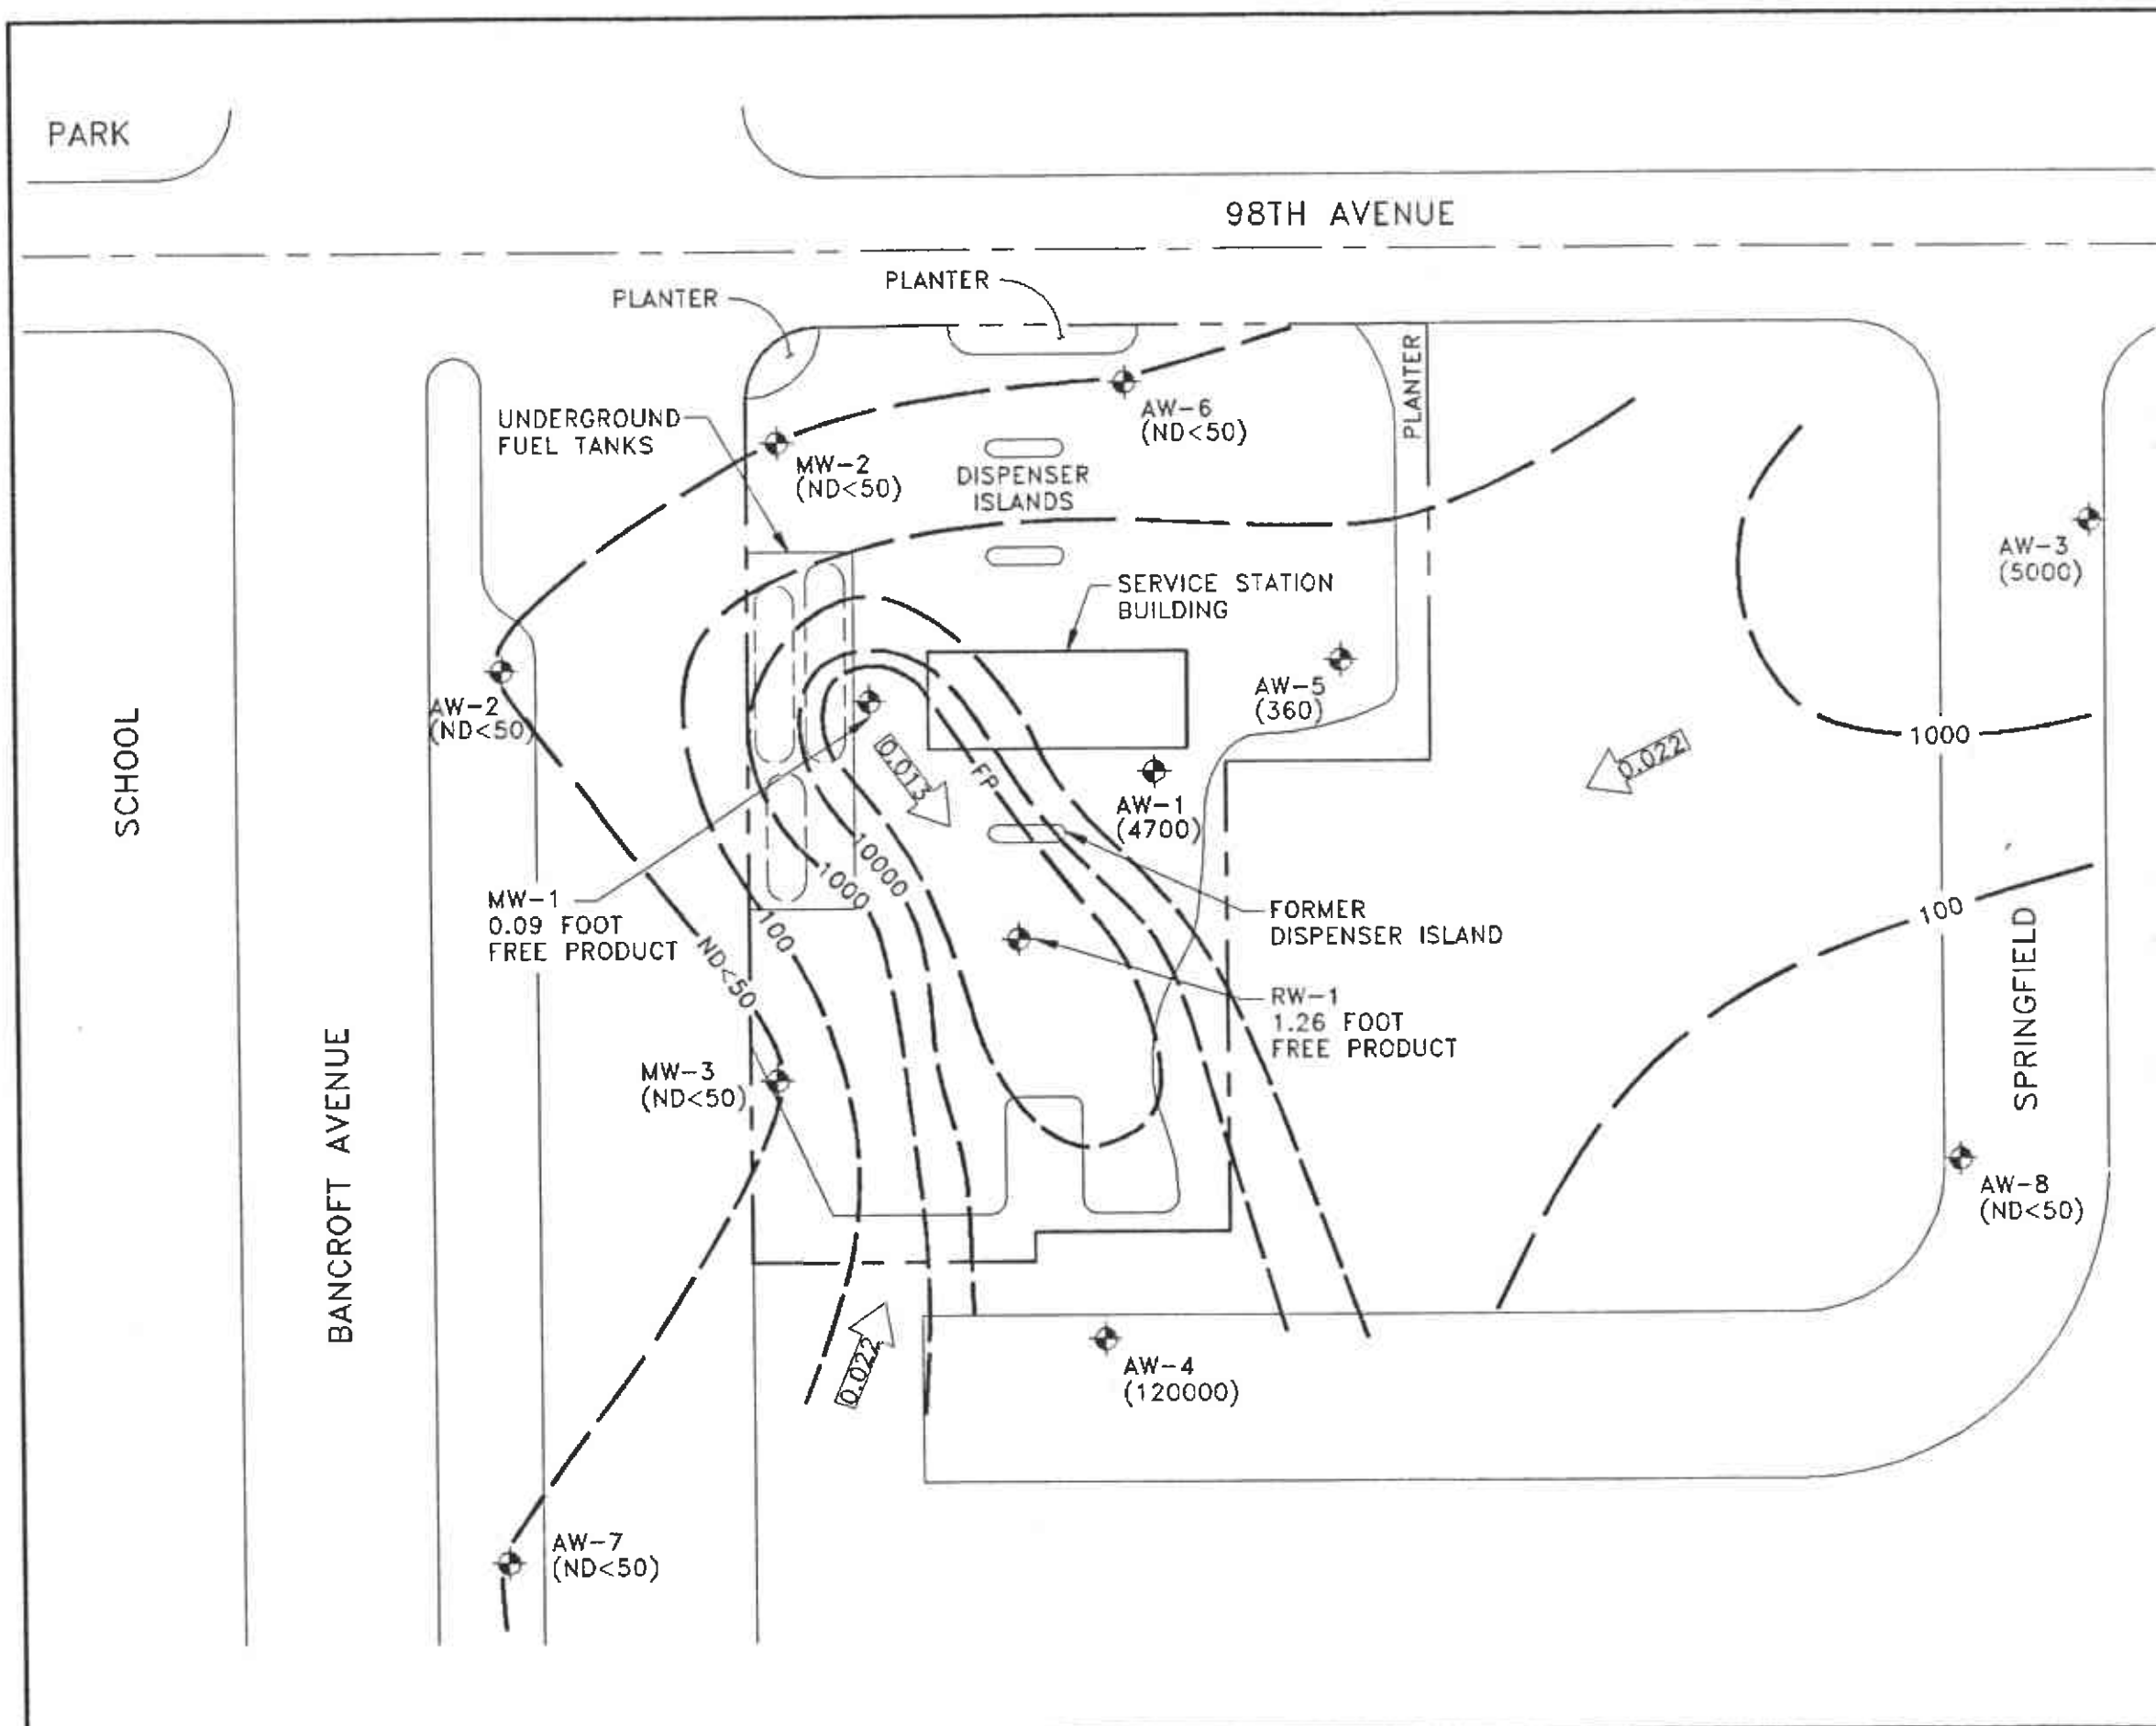 PARK
98TH AVENUE
PLANTER
PLANTER
PLANTER
UNDERGROUND
FUEL TANKS
AW-6
(ND<50)
MW-2
(ND<50)
DISPENSER
ISLANDS
AW-3
(5000)
SERVICE STATION
BUILDING
AW-5
(360)
AW-2
(ND<50)
SCHOOL
1000
0.022
0.013
FP
AW-1
(4700)
10000
1000
100
ND<50
MW-1
0.09 FOOT
FREE PRODUCT
FORMER
DISPENSER ISLAND
100
SPRINGFIELD
RW-1
1.26 FOOT
FREE PRODUCT
MW-3
(ND<50)
BANCROFT AVENUE
AW-8
(ND<50)
0.022
AW-4
(120000)
AW-7
(ND<50)